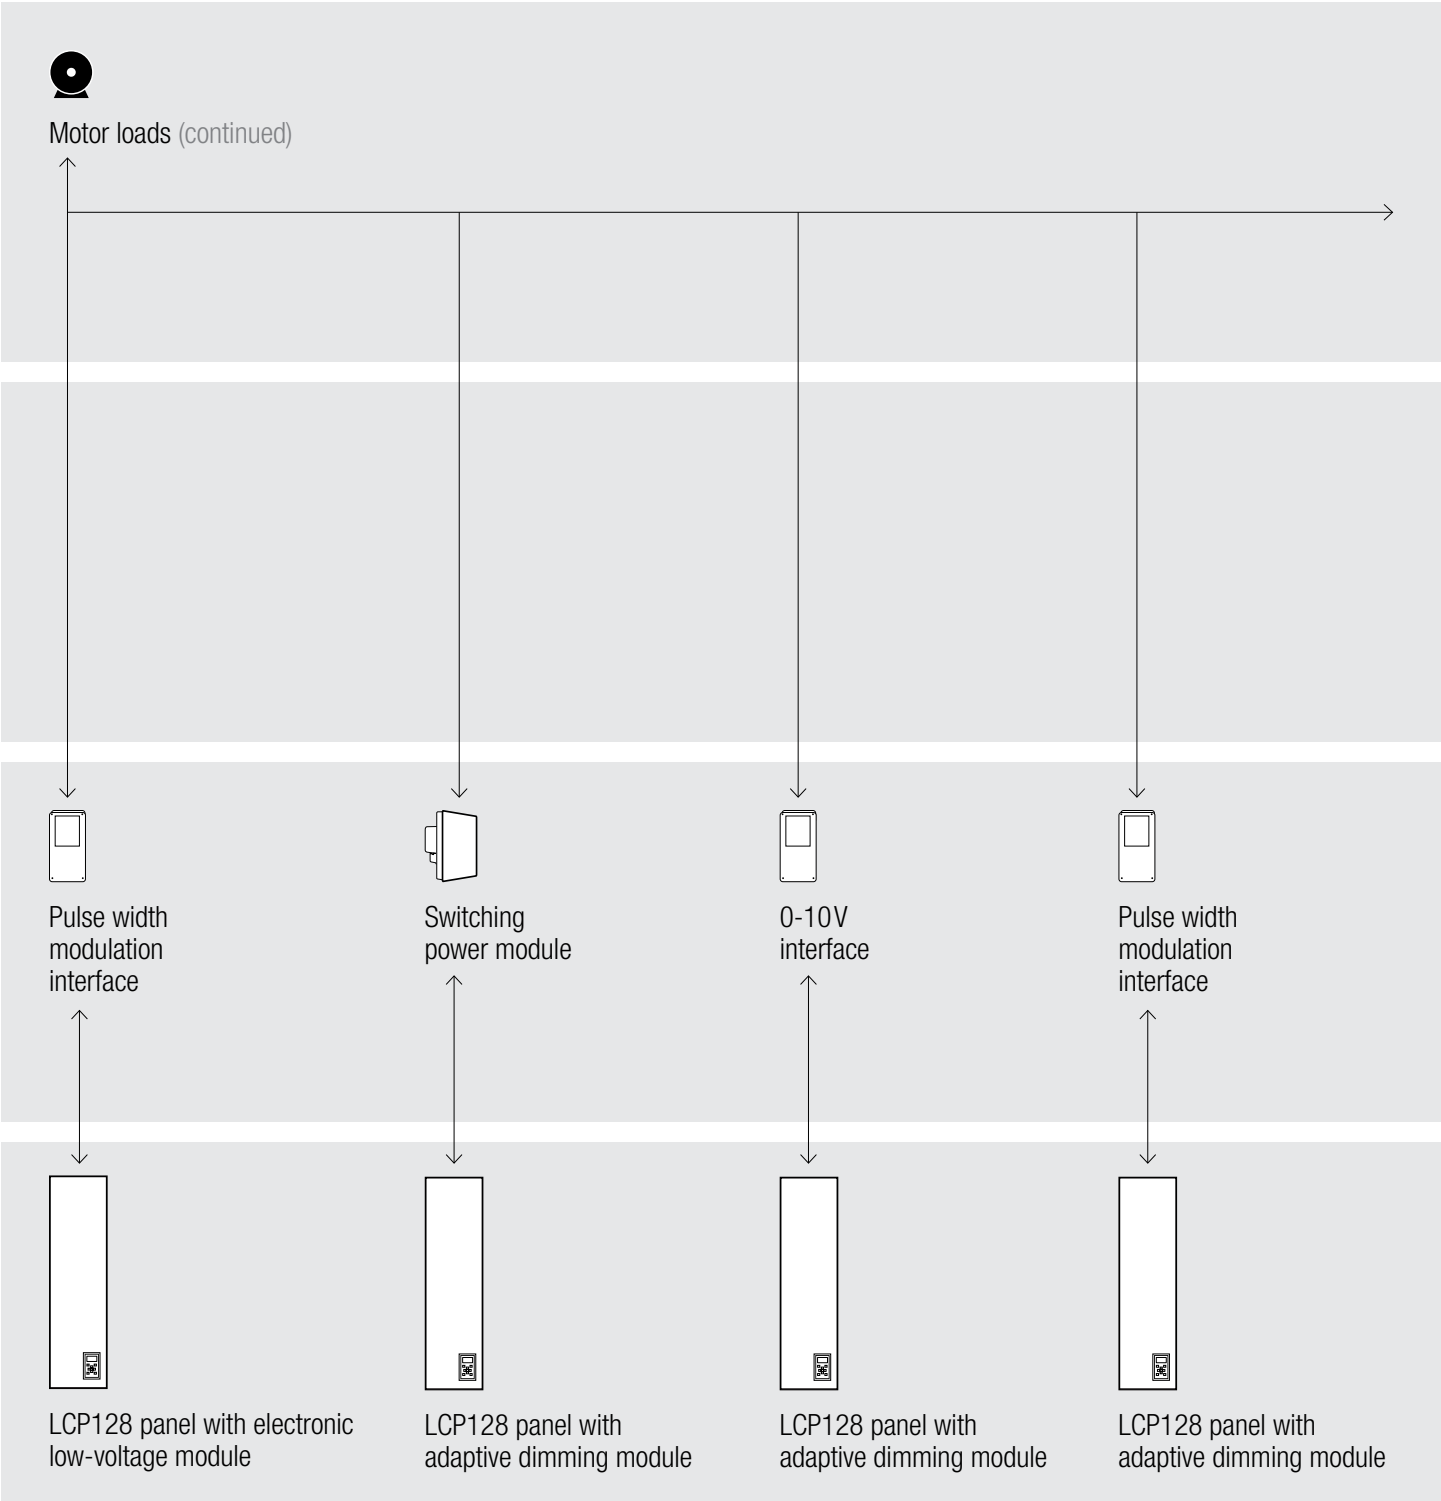 Motor loads (continued)
Pulse width
modulation
interface
Switching
power module
0-10V
interface
Pulse width
modulation
interface
LCP128 panel with electronic
low-voltage module
LCP128 panel with
adaptive dimming module
LCP128 panel with
adaptive dimming module
LCP128 panel with
adaptive dimming module